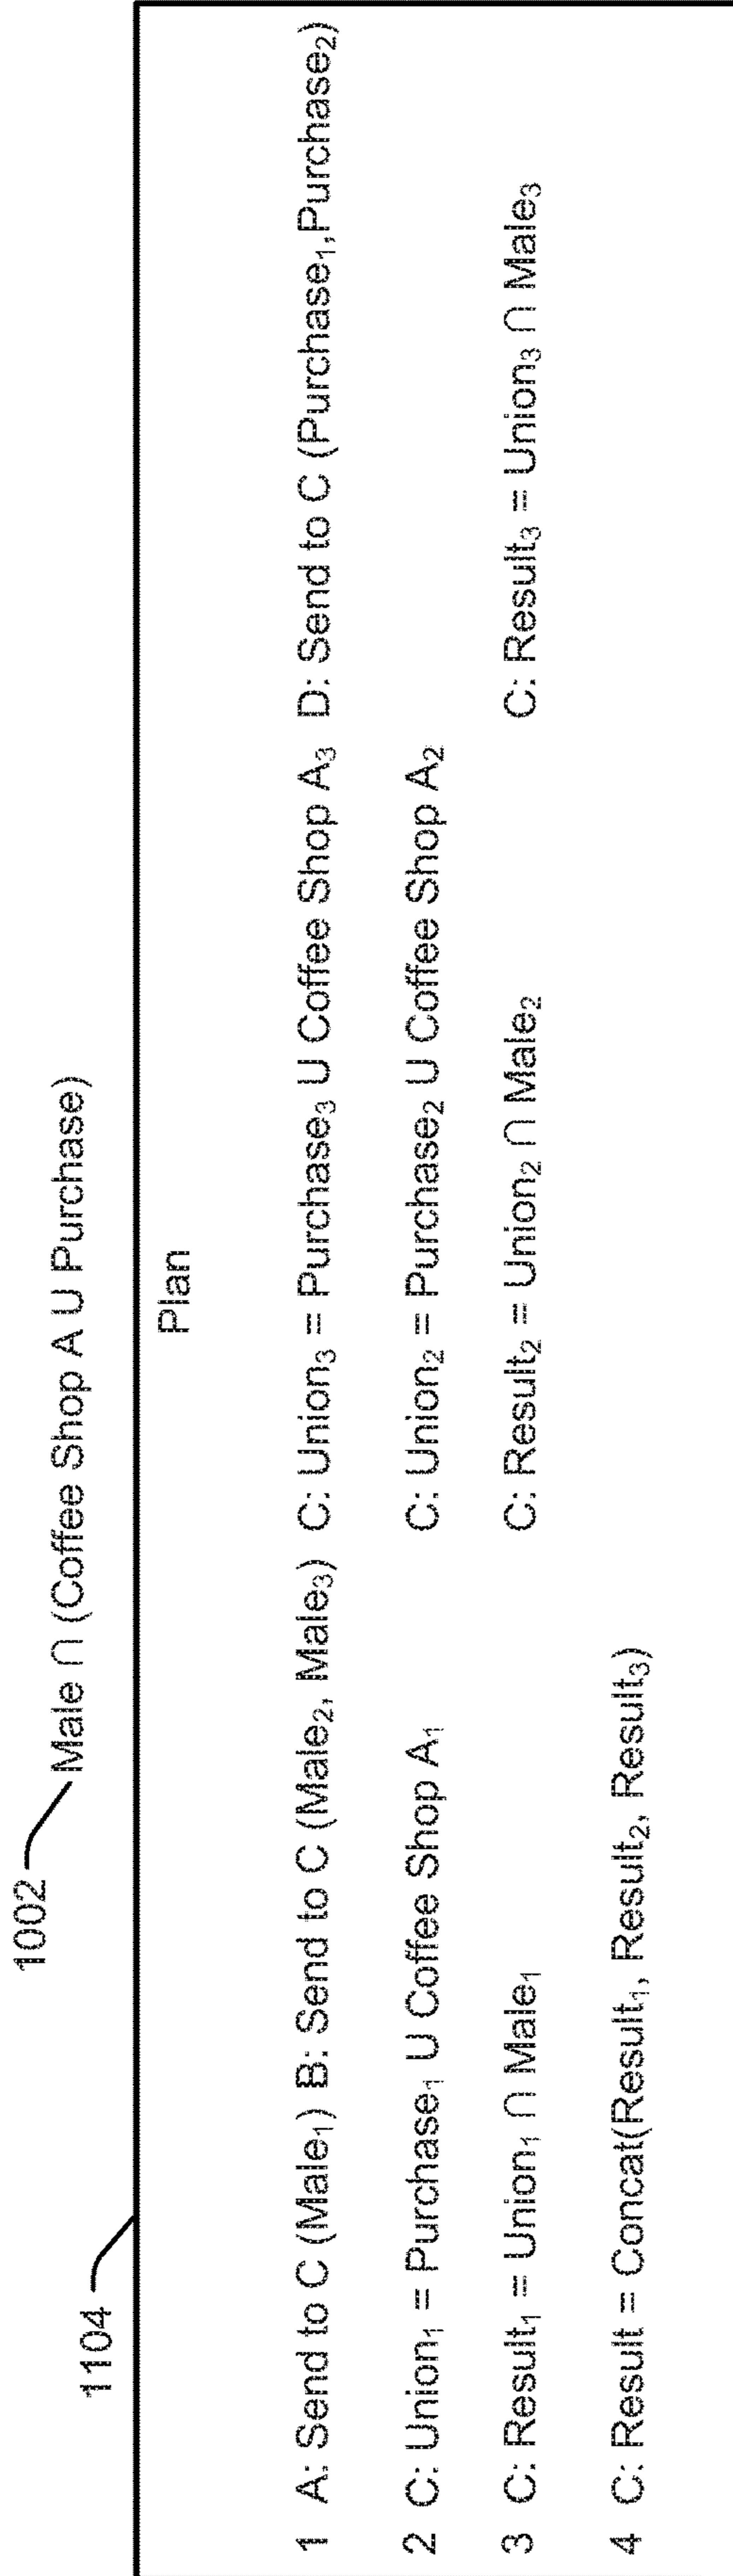 1002
Male ∩ (Coffee Shop A U Purchase)
1104
Plan
1 A: Send to C (Male₁) B: Send to C (Male₂, Male₃) C: Union₃ = Purchase₃ U Coffee Shop A₃ D: Send to C (Purchase₁,Purchase₂)
2 C: Union₁ = Purchase₁ U Coffee Shop A₁ C: Union₂ = Purchase₂ U Coffee Shop A₂
3 C: Result₁ = Union₁ ∩ Male₁ C: Result₂ = Union₂ ∩ Male₂ C: Result₃ = Union₃ ∩ Male₃
4 C: Result = Concat(Result₁, Result₂, Result₃)